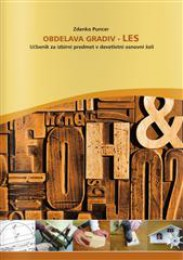 Zdenko Puncer
OBDELAVA GRADIV - LES
Učbenik za izbirni predmet v devetletni osnovni šoli